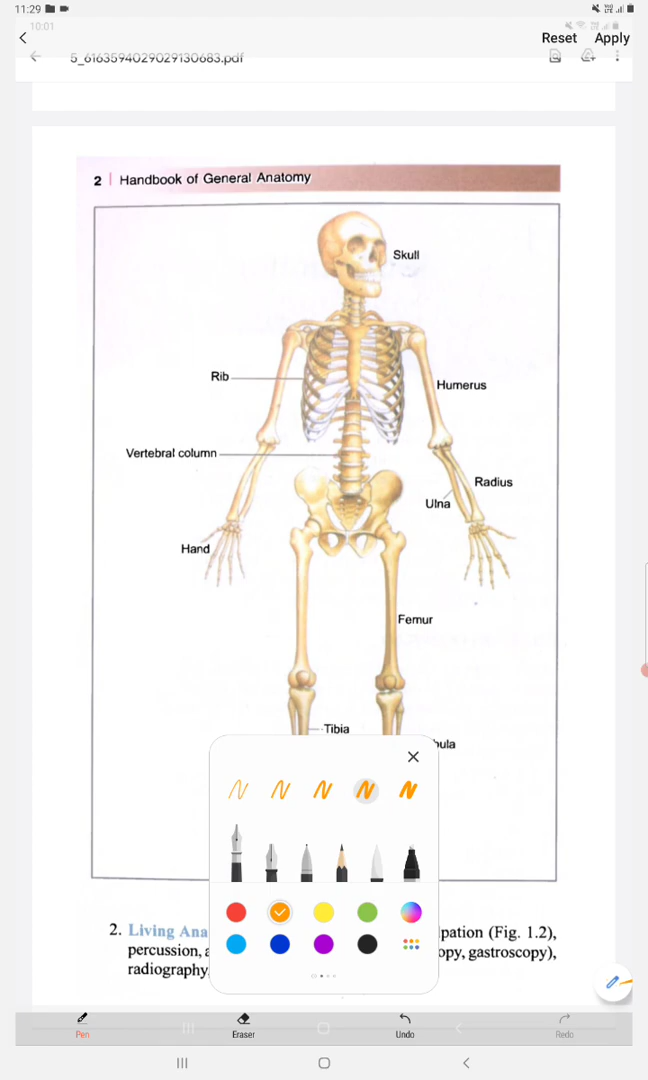 11:29
10:01
Reset Apply
5_6163594029029130683.pdf
2 | Handbook of General Anatomy
Skull
Rib
Humerus
Vertebral column
Radius
Ulna
Hand
Femur
Tibia
bula
2. Living Ana
pation (Fig. 1.2),
percussion, a
opy, gastroscopy),
radiography
Pen Eraser Undo Redo